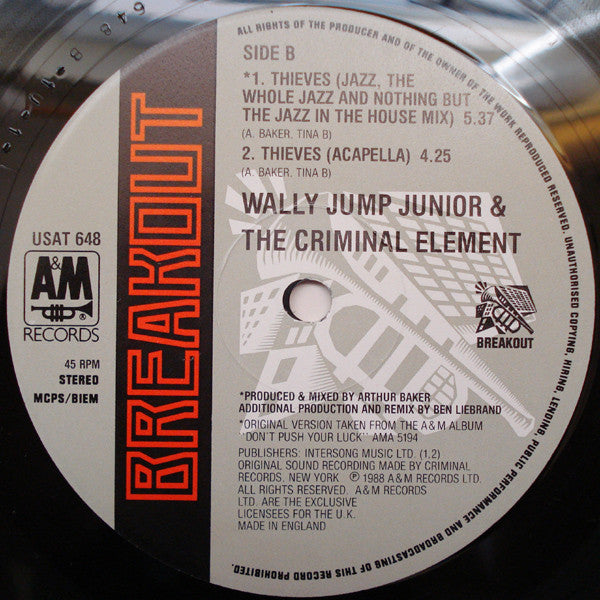 ALL RIGHTS OF THE PRODUCER AND OF THE OWNER OF THE WORK REPRODUCED RESERVED. UNAUTHORISED COPYING, HIRING, LENDING, PUBLIC PERFORMANCE AND BROADCASTING OF THIS RECORD PROHIBITED.
SIDE B
*1. THIEVES (JAZZ, THE
WHOLE JAZZ AND NOTHING BUT
THE JAZZ IN THE HOUSE MIX) 5.37
(A. BAKER, TINA B)
2. THIEVES (ACAPELLA) 4.25
(A. BAKER, TINA B)
WALLY JUMP JUNIOR &
THE CRIMINAL ELEMENT
BREAKOUT
USAT 648
A&M
RECORDS
45 RPM
STEREO
MCPS/BIEM
BREAKOUT
*PRODUCED & MIXED BY ARTHUR BAKER
ADDITIONAL PRODUCTION AND REMIX BY BEN LIEBRAND
*ORIGINAL VERSION TAKEN FROM THE A&M ALBUM
"DON'T PUSH YOUR LUCK" AMA 5194
PUBLISHERS: INTERSONG MUSIC LTD. (1,2)
ORIGINAL SOUND RECORDING MADE BY CRIMINAL
RECORDS, NEW YORK ℗ 1988 A&M RECORDS LTD.
ALL RIGHTS RESERVED. A&M RECORDS
LTD. ARE THE EXCLUSIVE
LICENSEES FOR THE U.K.
MADE IN ENGLAND